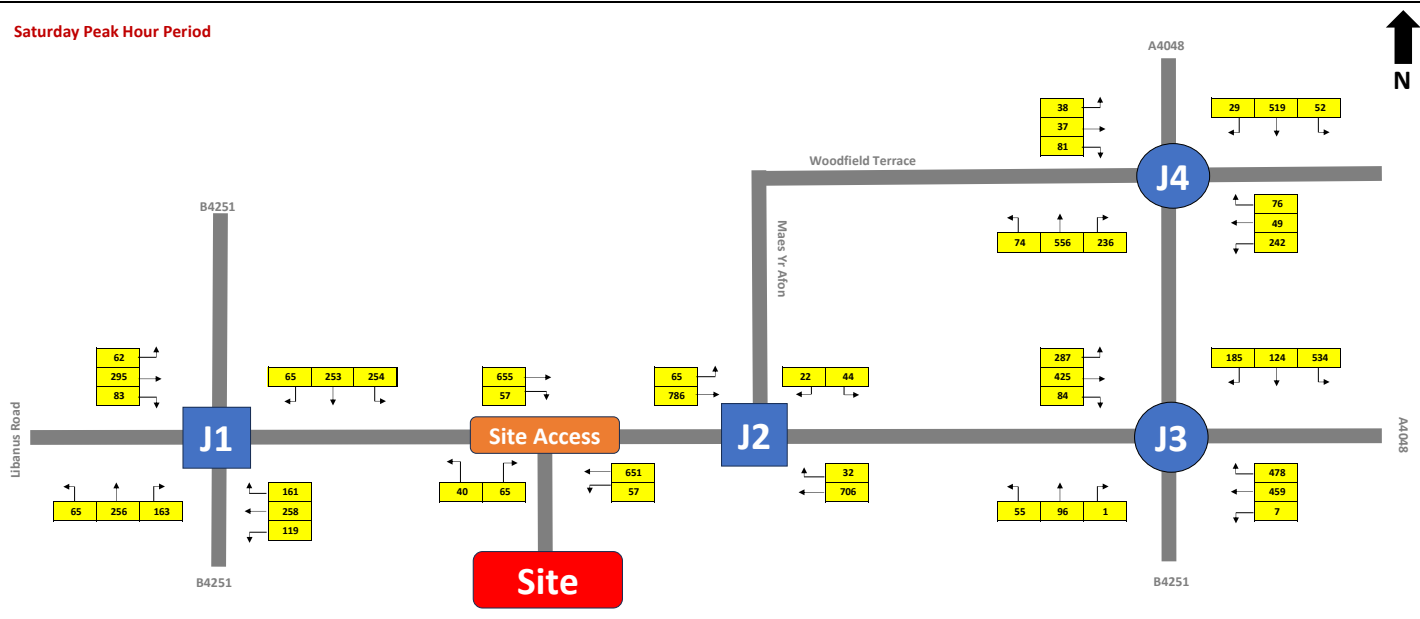 Saturday Peak Hour Period
A4048
N
38
37
81
29 519 52
Woodfield Terrace
J4
B4251
76
49
242
74 556 236
Maes Yr Afon
62
295
83
65 253 254
655
57
65
786
22 44
287
425
84
185 124 534
Libanus Road
J1
Site Access
J2
J3
A4048
65 256 163
161
258
119
40 65
651
57
32
706
55 96 1
478
459
7
B4251
Site
B4251